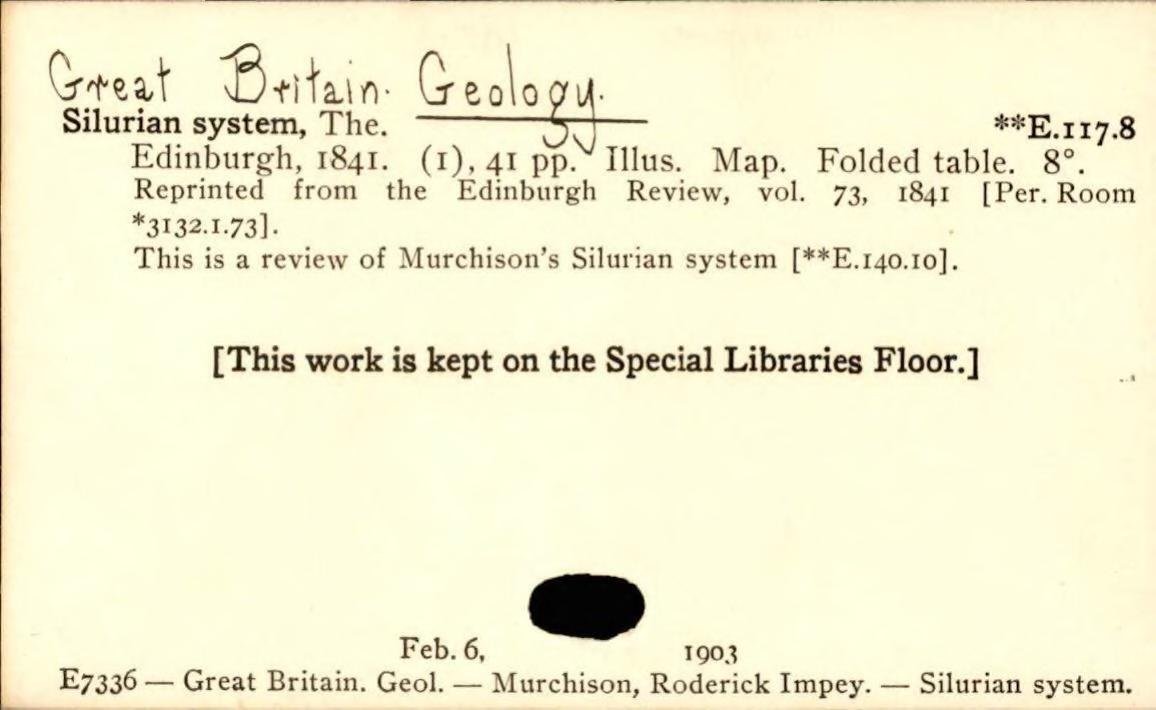 Great Britain. Geology.
Silurian system, The. **E.117.8
Edinburgh, 1841. (1), 41 pp. Illus. Map. Folded table. 8°.
Reprinted from the Edinburgh Review, vol. 73, 1841 [Per. Room
*3132.1.73].
This is a review of Murchison's Silurian system [**E.140.10].
[This work is kept on the Special Libraries Floor.]
Feb. 6, 1903
E7336 — Great Britain. Geol. — Murchison, Roderick Impey. — Silurian system.